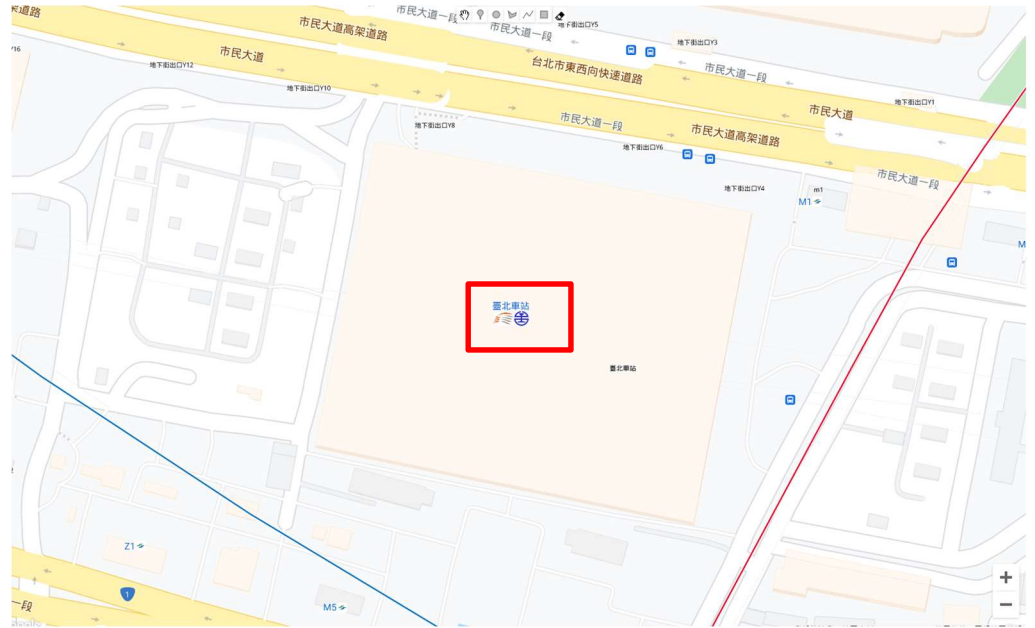 市民大道一段
市民大道高架道路
市民大道一段
地下街出口Y5
地下街出口Y3
市民大道
台北市東西向快速道路
市民大道一段
地下街出口Y12
地下街出口Y10
市民大道
地下街出口Y1
地下街出口Y8
市民大道一段
市民大道高架道路
地下街出口Y6
市民大道一段
地下街出口Y4
m1
M1
臺北車站
臺北車站
Z1
1
M5
一段
+
−